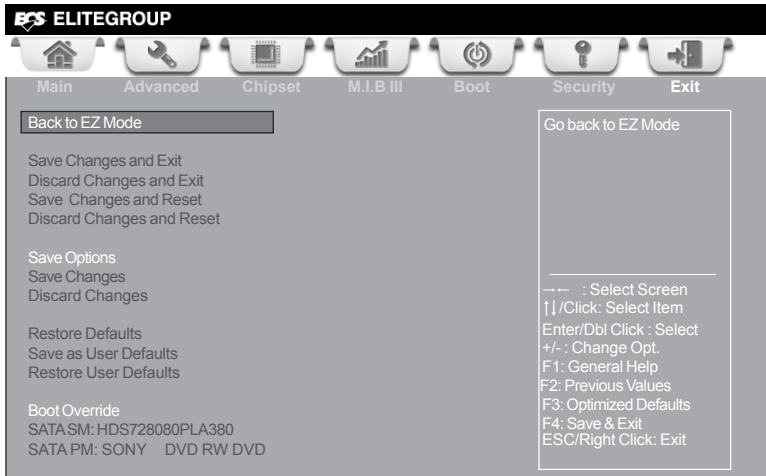 ECS ELITEGROUP
Main Advanced Chipset M.I.B III Boot Security Exit
Back to EZ Mode
Save Changes and Exit
Discard Changes and Exit
Save Changes and Reset
Discard Changes and Reset
Save Options
Save Changes
Discard Changes
Restore Defaults
Save as User Defaults
Restore User Defaults
Boot Override
SATA SM: HDS728080PLA380
SATA PM: SONY DVD RW DVD
Go back to EZ Mode
→← : Select Screen
↑↓/Click: Select Item
Enter/Dbl Click : Select
+/- : Change Opt.
F1: General Help
F2: Previous Values
F3: Optimized Defaults
F4: Save & Exit
ESC/Right Click: Exit